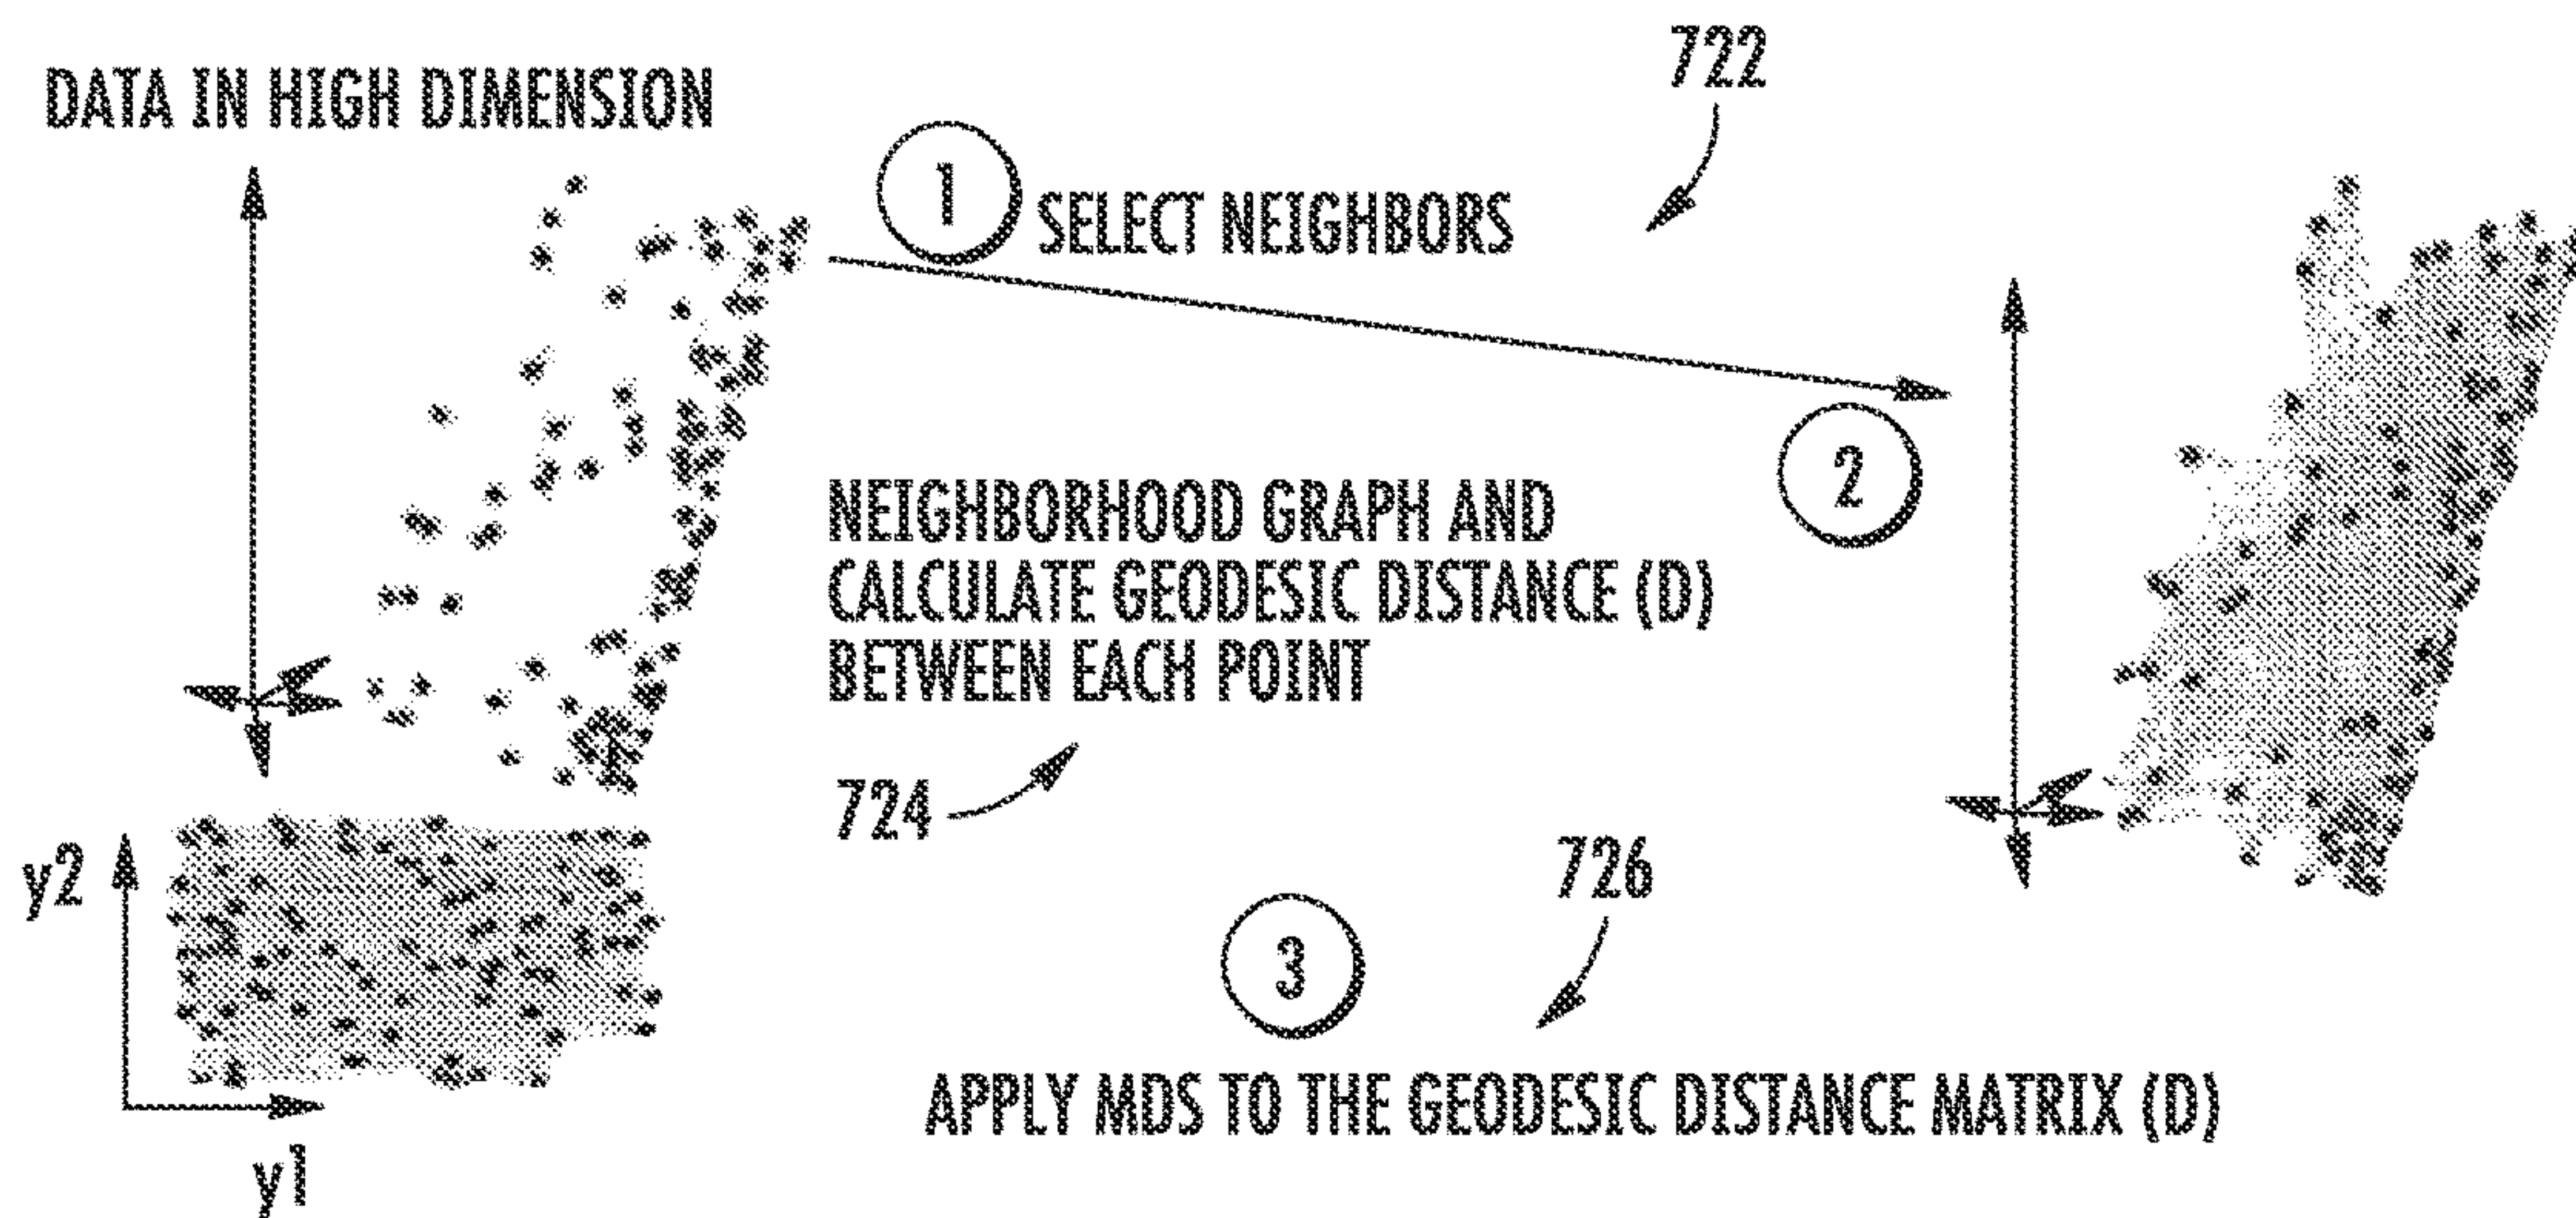 722
DATA IN HIGH DIMENSION
1
SELECT NEIGHBORS
2
NEIGHBORHOOD GRAPH AND
CALCULATE GEODESIC DISTANCE (D)
BETWEEN EACH POINT
724
726
y2
3
APPLY MDS TO THE GEODESIC DISTANCE MATRIX (D)
y1